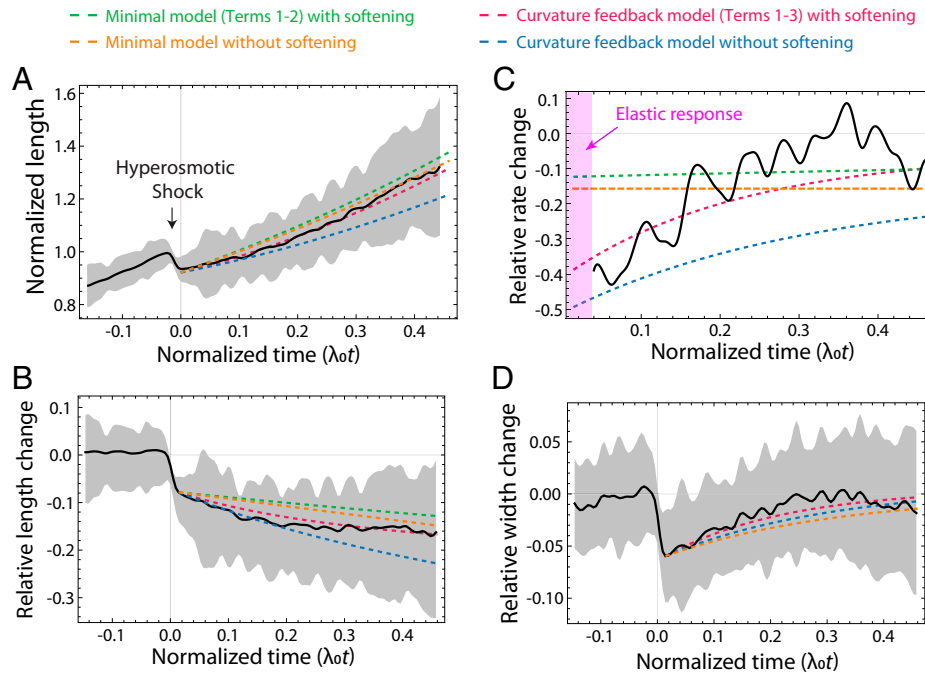 Minimal model (Terms 1-2) with softening
Minimal model without softening
Curvature feedback model (Terms 1-3) with softening
Curvature feedback model without softening
A
Normalized length
1.6
1.4
1.2
1.0
0.8
Hyperosmotic
Shock
-0.1
0.0
0.1
0.2
0.3
0.4
Normalized time (λ₀t)
C
Relative rate change
0.1
0.0
-0.1
-0.2
-0.3
-0.4
-0.5
Elastic response
0.1
0.2
0.3
0.4
Normalized time (λ₀t)
B
Relative length change
0.1
0.0
-0.1
-0.2
-0.3
-0.1
0.0
0.1
0.2
0.3
0.4
Normalized time (λ₀t)
D
Relative width change
0.05
0.00
-0.05
-0.10
-0.1
0.0
0.1
0.2
0.3
0.4
Normalized time (λ₀t)